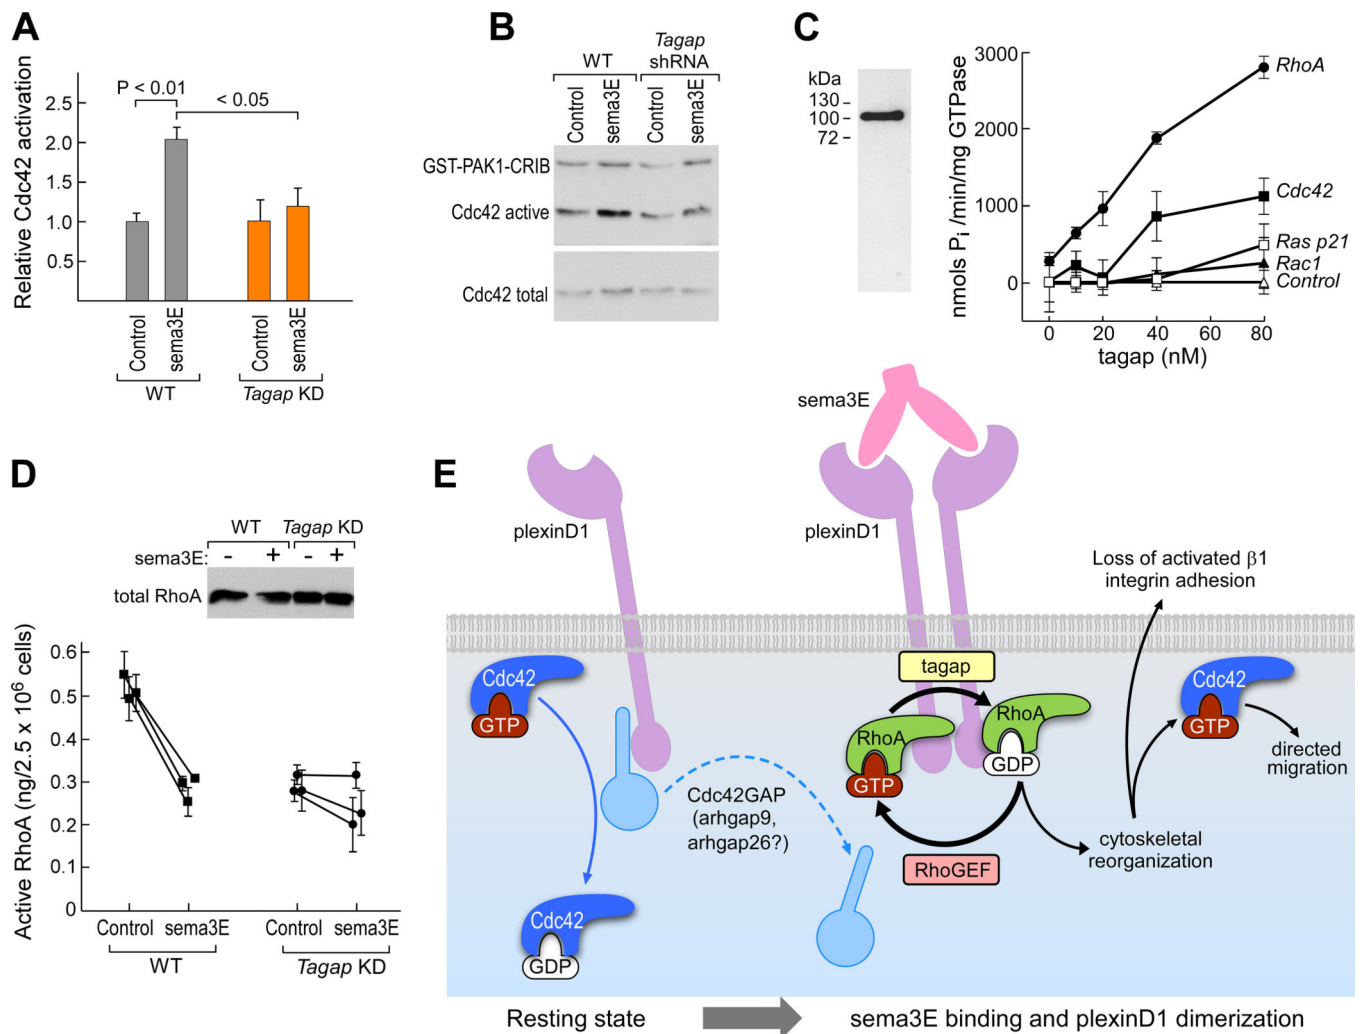 A
Relative Cdc42 activation
2.5
2.0
1.5
1.0
0.5
P < 0.01
< 0.05
Control
sema3E
Control
sema3E
WT
Tagap KD
B
WT
Tagap
shRNA
Control
sema3E
Control
sema3E
GST-PAK1-CRIB
Cdc42 active
Cdc42 total
C
kDa
130
100
72
nmols Pi /min/mg GTPase
3000
2000
1000
0
RhoA
Cdc42
Ras p21
Rac1
Control
0
20
40
60
80
tagap (nM)
D
WT
Tagap KD
sema3E:
- + - +
total RhoA
Active RhoA (ng/2.5 x 10⁶ cells)
0.6
0.5
0.4
0.3
0.2
0.1
0
Control sema3E
Control sema3E
WT
Tagap KD
E
sema3E
plexinD1
plexinD1
Loss of activated β1
integrin adhesion
Cdc42
GTP
tagap
RhoA
GTP
RhoA
GDP
Cdc42
GTP
directed
migration
Cdc42GAP
(arhgap9,
arhgap26?)
RhoGEF
cytoskeletal
reorganization
Cdc42
GDP
Resting state
sema3E binding and plexinD1 dimerization